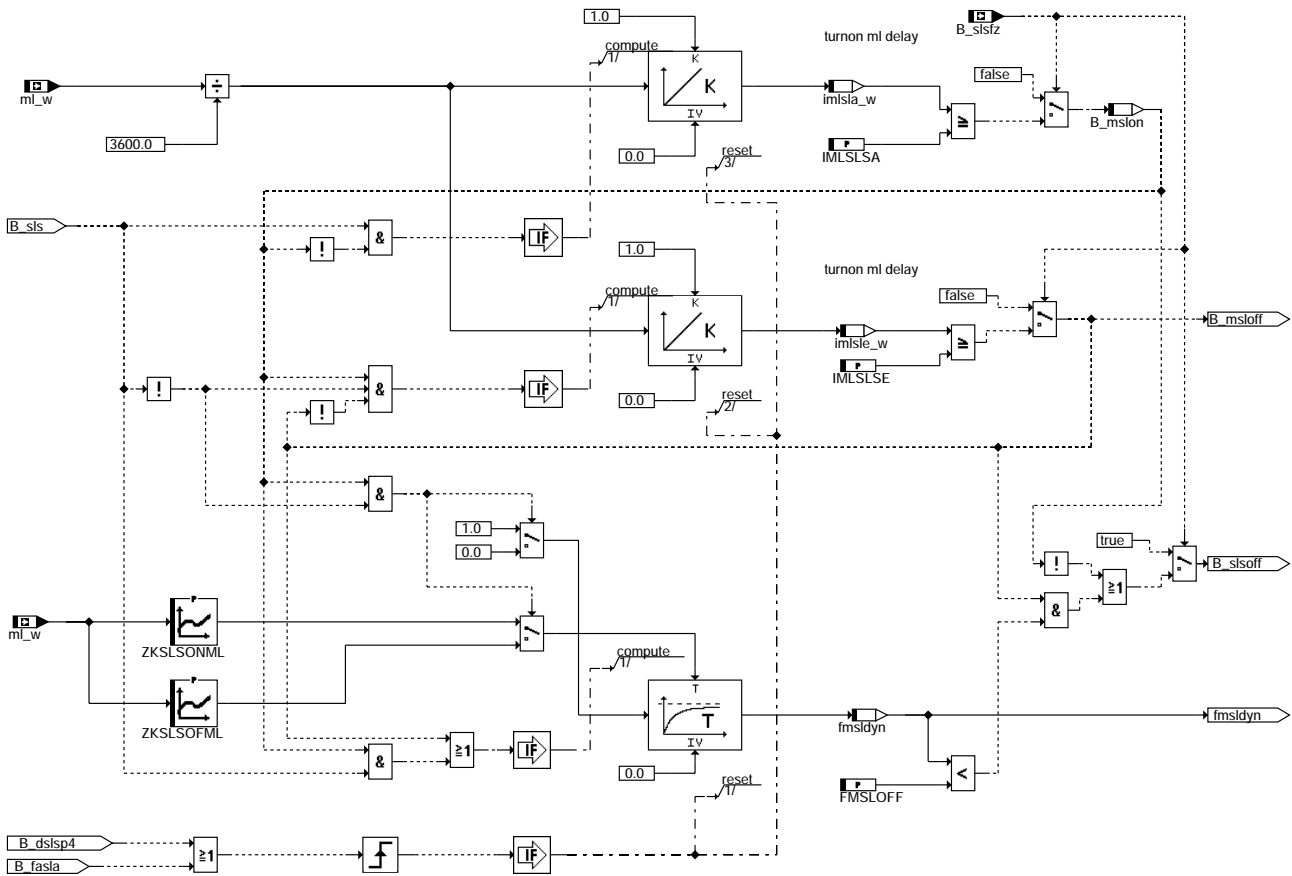 1.0
turnon ml delay
B_slsfz
compute
1/
K
K
IV
false
ml_w
÷
imlsla_w
B_mslon
3600.0
P
IMLSLSA
≥
0.0
reset
3/
B_sls
!
&
IF
1.0
turnon ml delay
compute
1/
K
K
IV
false
B_msloff
imlsle_w
≥
P
IMLSLSE
!
&
IF
0.0
reset
2/
!
&
1.0
0.0
true
!
≧1
B_slsoff
&
P
ml_w
ZKSLSONML
compute
1/
P
ZKSLSOFML
T
T
IV
fmsldyn
fmsldyn
&
≧1
IF
0.0
<
P
FMSLOFF
reset
1/
B_dslsp4
≧1
IF
B_fasla